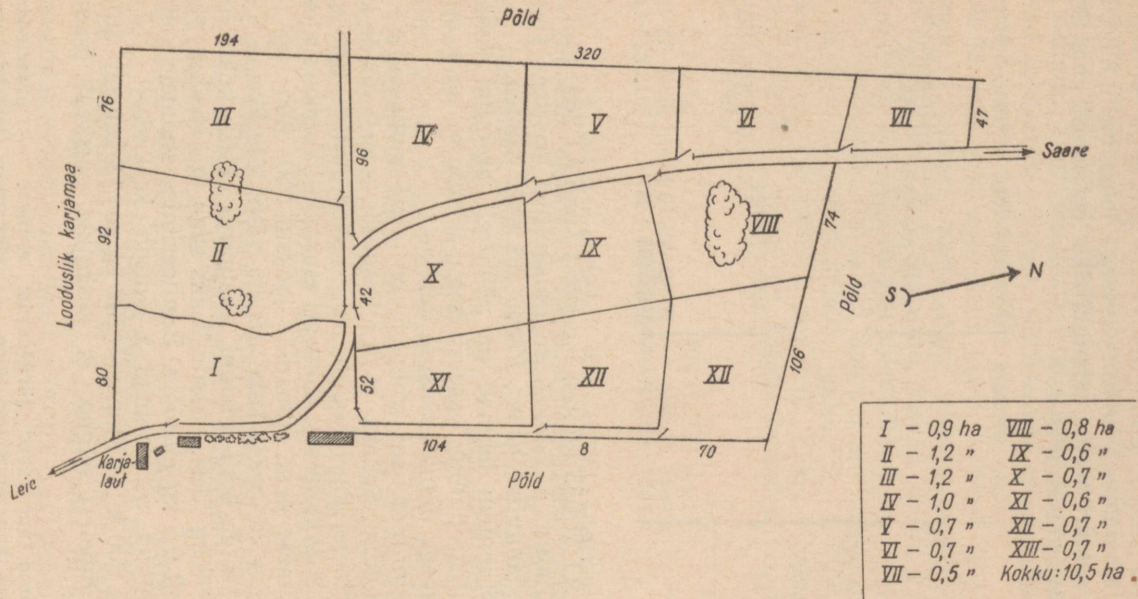 Põld
194
320
76
III
IV
V
VI
VII
47
96
Saare
Looduslik karjamaa
92
II
X
IX
VIII
74
42
S
N
Põld
80
I
52
XI
XII
XII
106
104
8
70
Karja-
laut
Leie
Põld
I – 0,9 ha VIII – 0,8 ha
II – 1,2 " IX – 0,6 "
III – 1,2 " X – 0,7 "
IV – 1,0 " XI – 0,6 "
V – 0,7 " XII – 0,7 "
VI – 0,7 " XIII – 0,7 "
VII – 0,5 " Kokku: 10,5 ha.